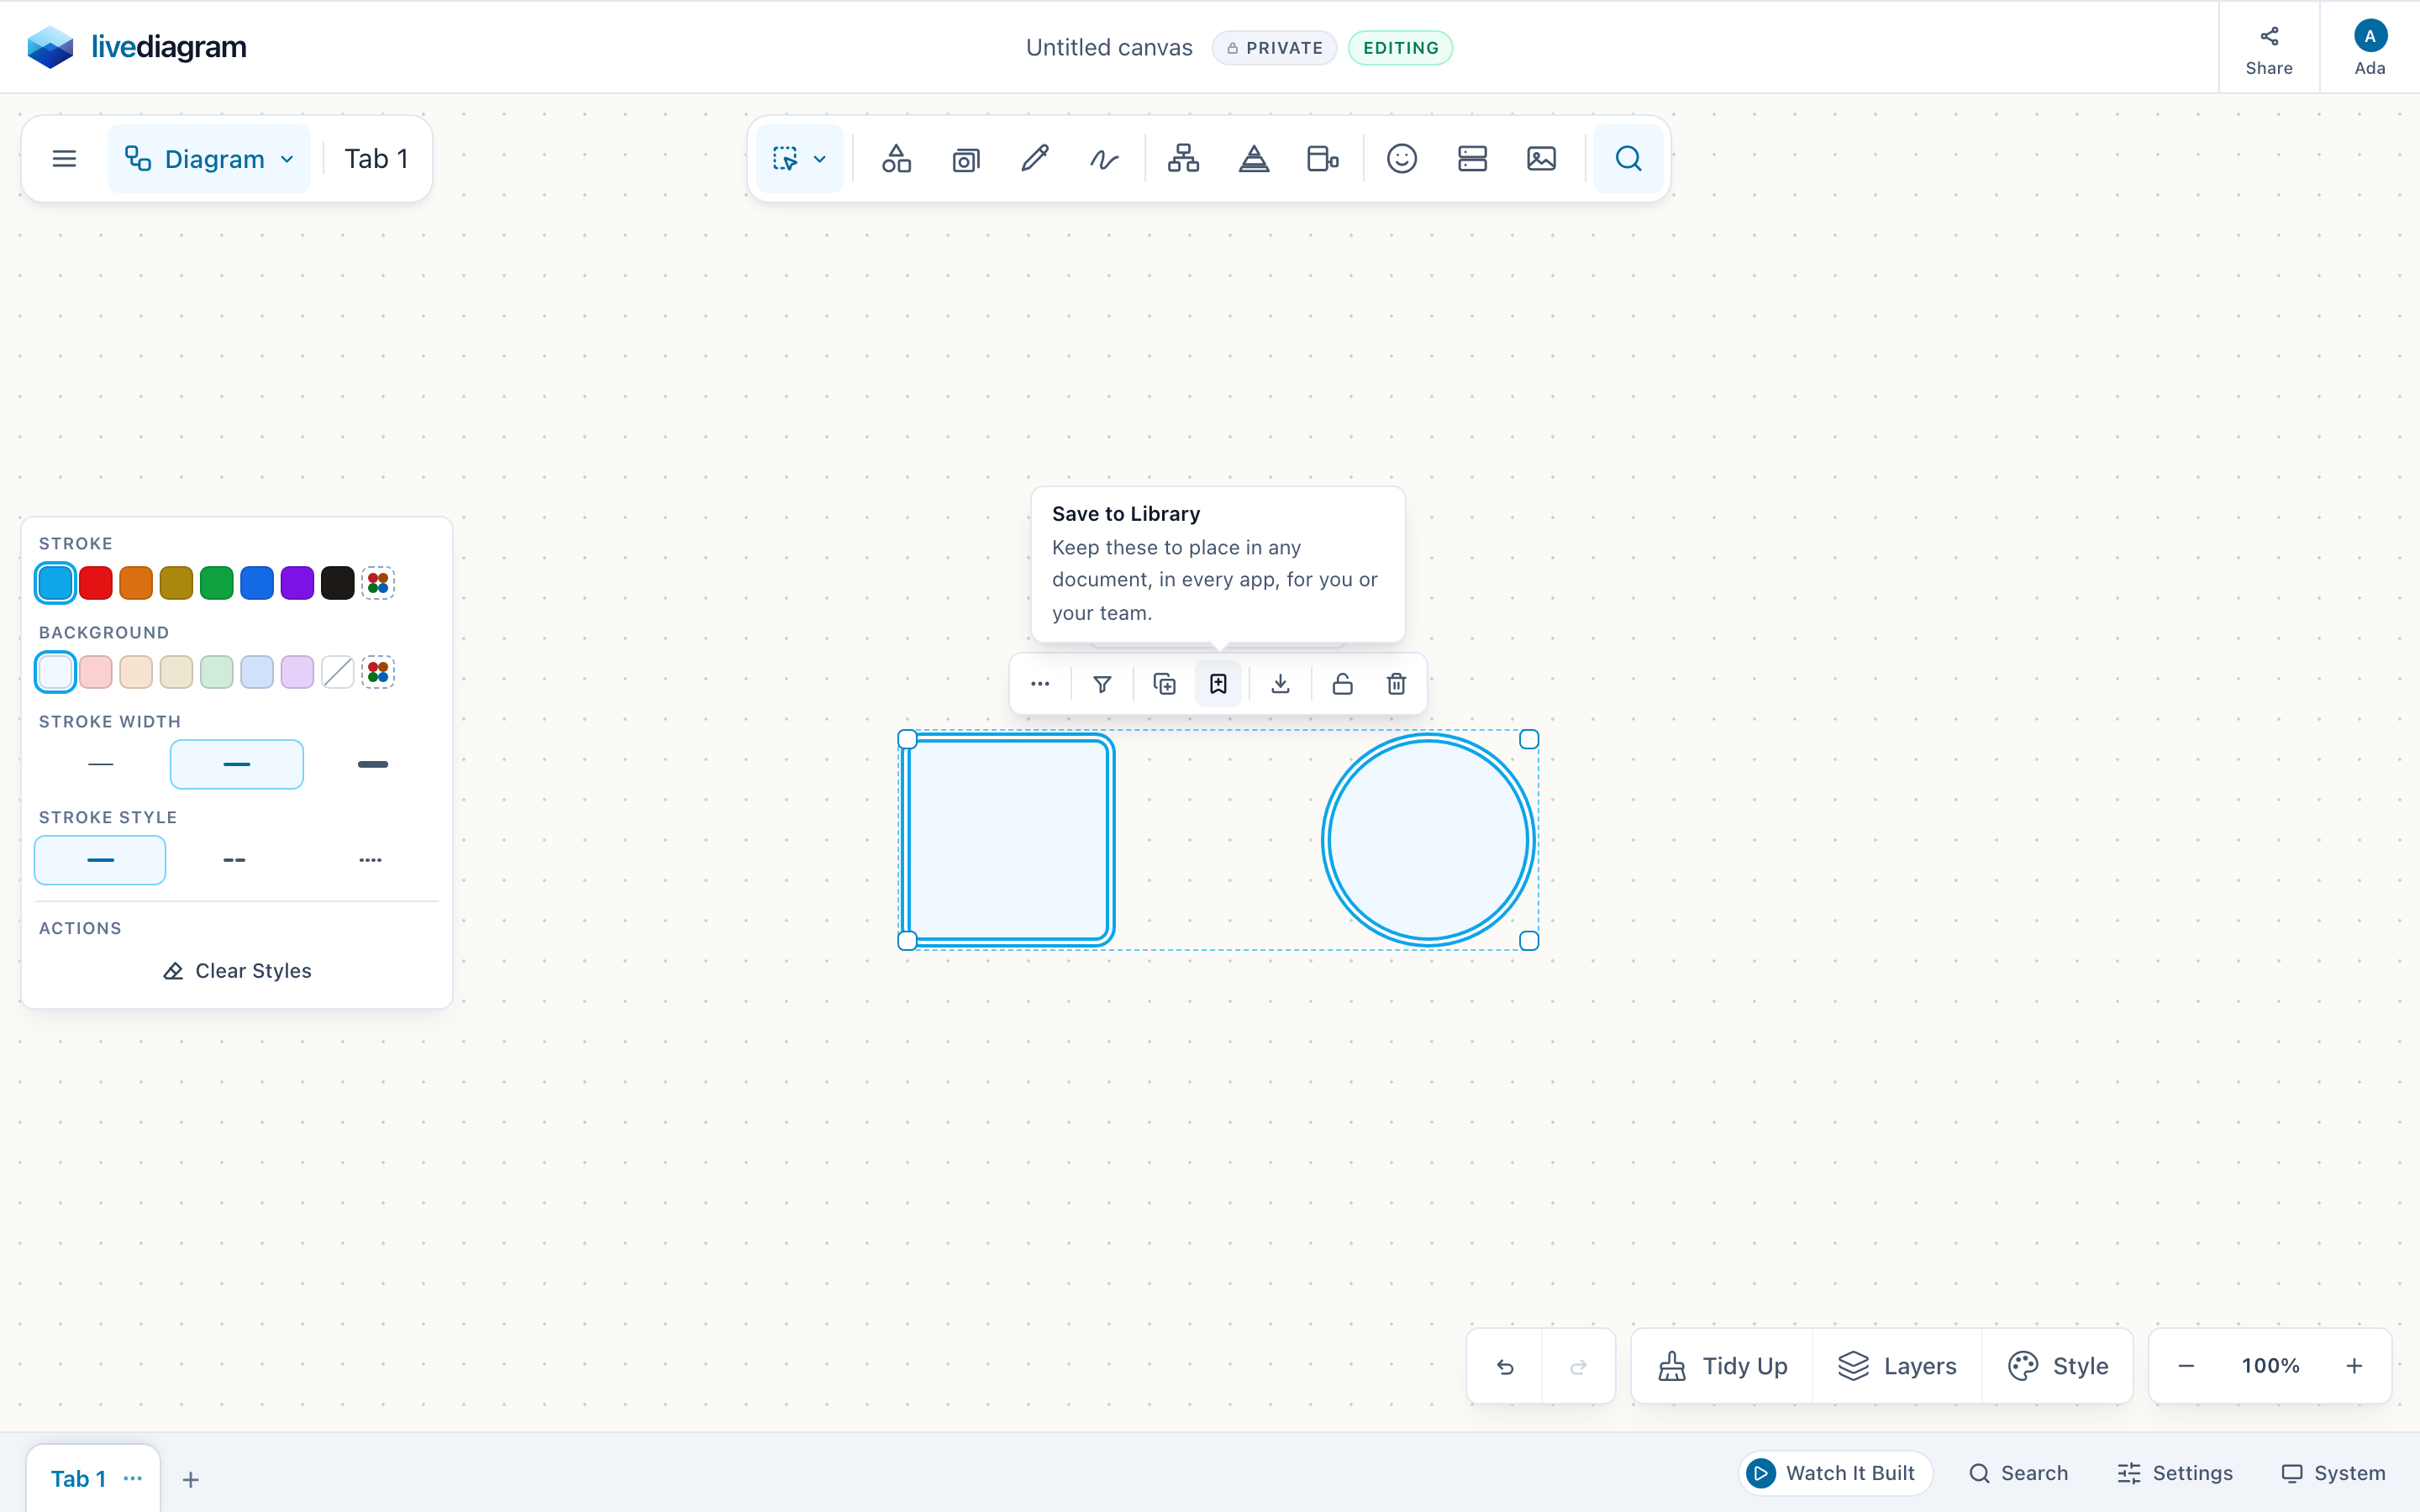 livediagram
Untitled canvas
PRIVATE
EDITING
Share
A
Ada
Diagram
Tab 1
Save to Library
Keep these to place in any
document, in every app, for you or
your team.
STROKE
BACKGROUND
STROKE WIDTH
STROKE STYLE
ACTIONS
Clear Styles
Tidy Up
Layers
Style
100%
Tab 1
Watch It Built
Search
Settings
System